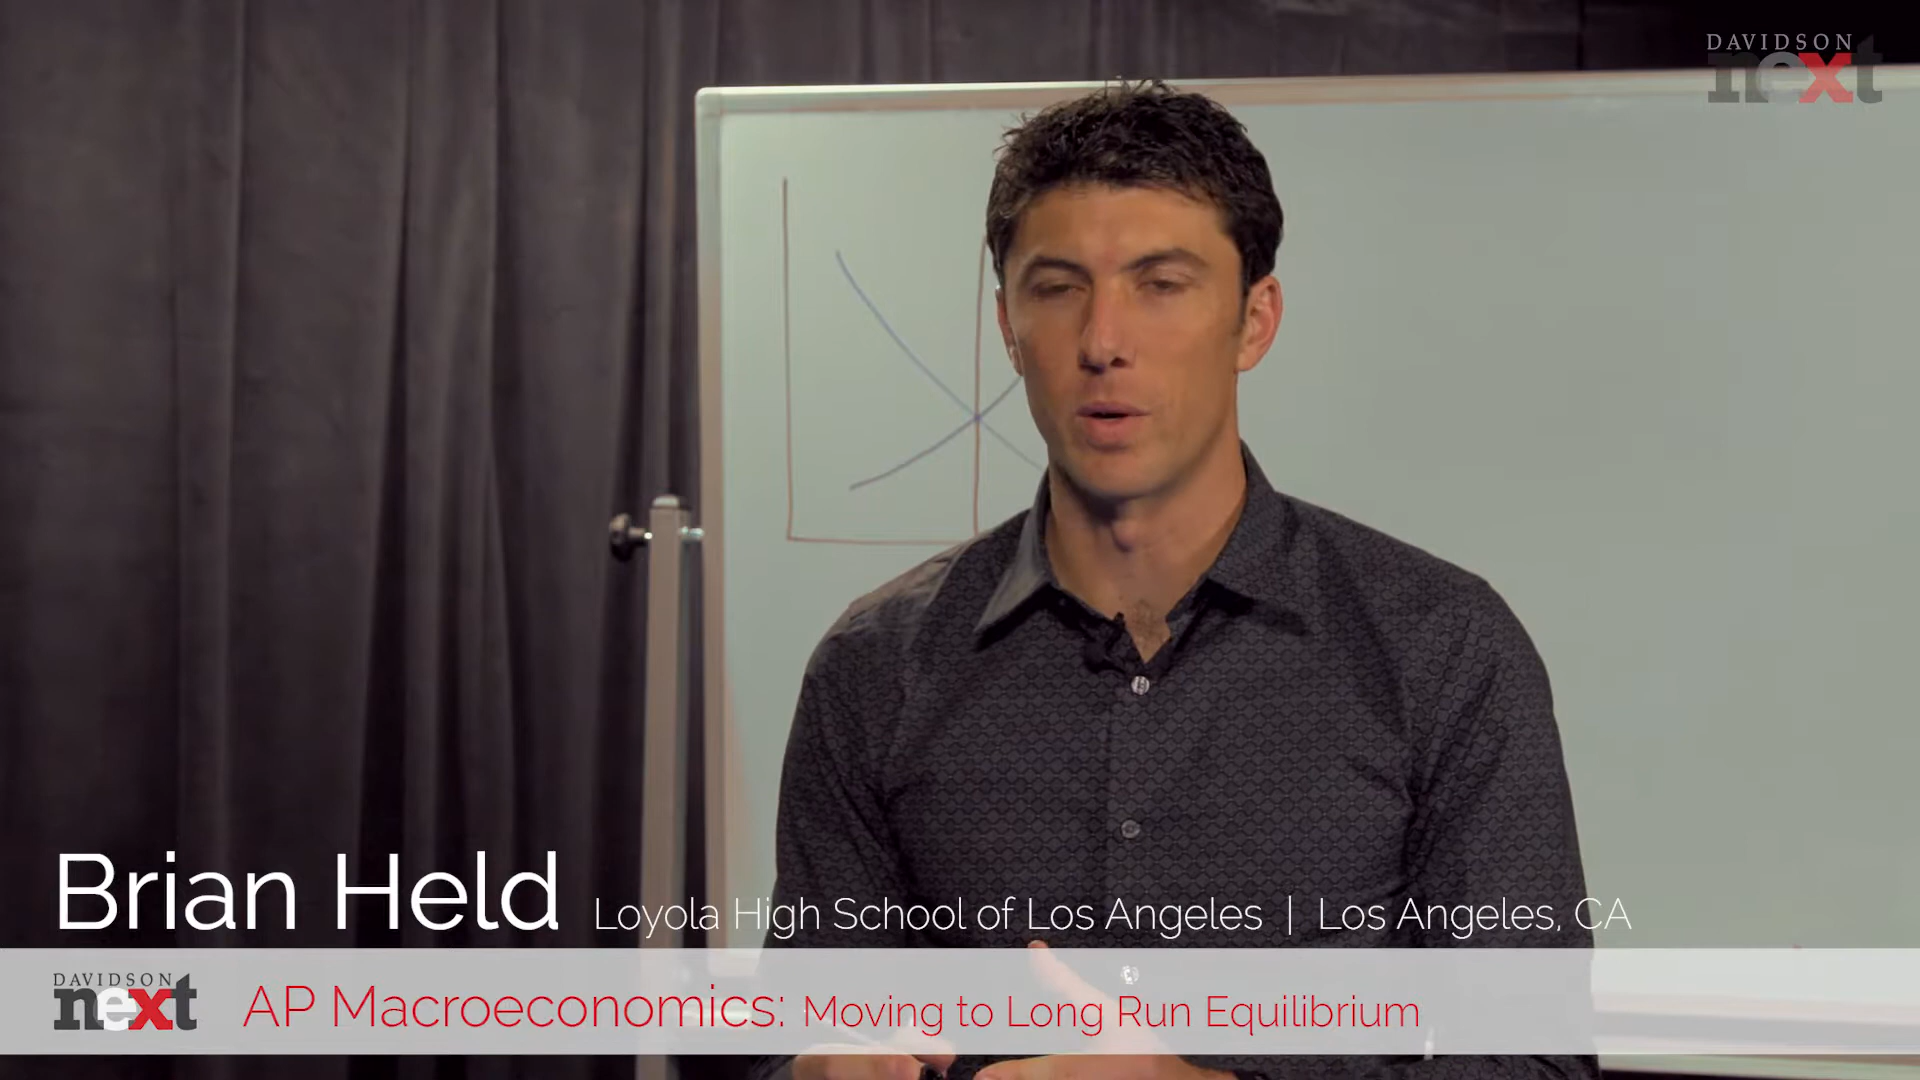 DAVIDSON
next
Brian Held Loyola High School of Los Angeles | Los Angeles, CA
DAVIDSON
next
AP Macroeconomics: Moving to Long Run Equilibrium